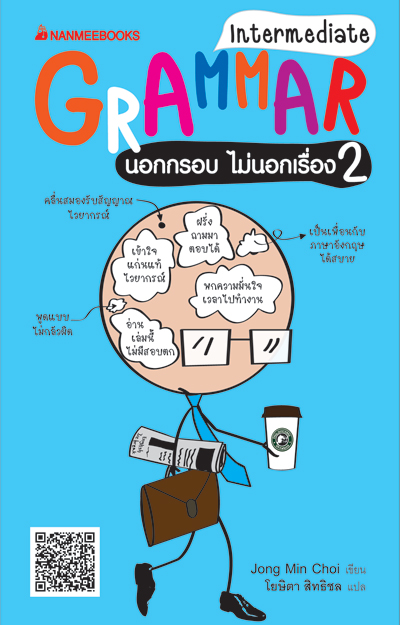 NANMEEBOOKS
Intermediate
GRAMMAR
นอกกรอบ ไม่นอกเรื่อง 2
คลื่นสมองรับสัญญาณ
ไวยากรณ์
ฝรั่ง
ถามมา
ตอบได้
เป็นเพื่อนกับ
ภาษาอังกฤษ
ได้สบาย
เข้าใจ
แก่นแท้
ไวยากรณ์
พกความมั่นใจ
เวลาไปทำงาน
พูดแบบ
ไม่กลัวผิด
อ่าน
เล่มนี้
ไม่มีสอบตก
Jong Min Choi เขียน
โยษิตา สิทธิชล แปล